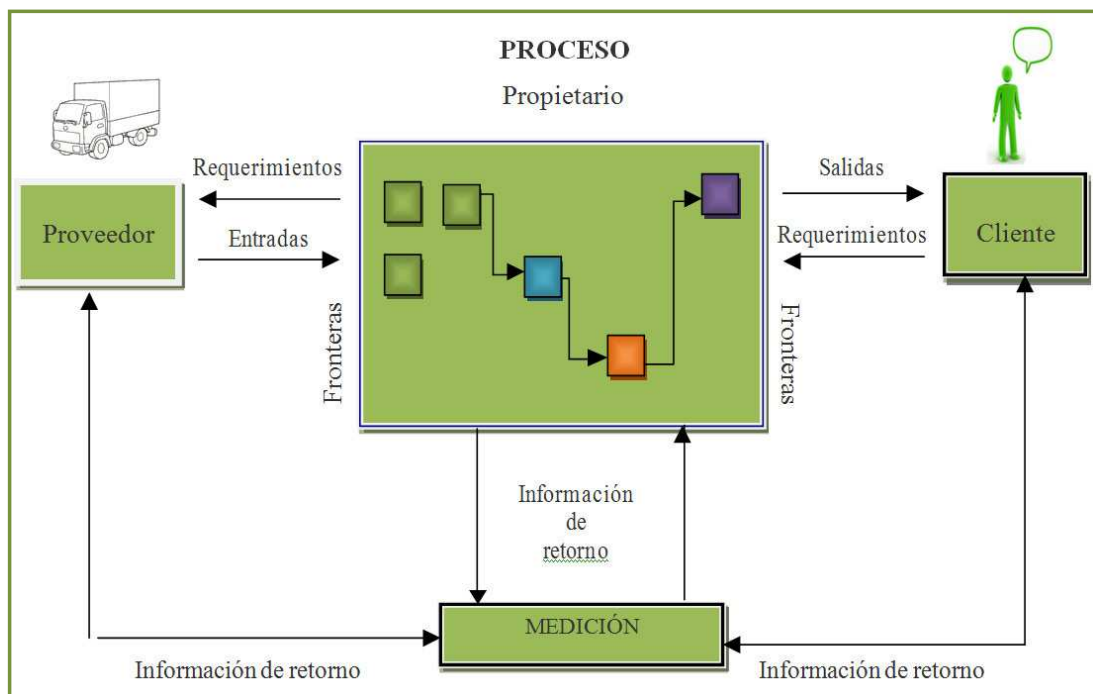 PROCESO
Propietario
Requerimientos
Proveedor
Entradas
Fronteras
Salidas
Requerimientos
Cliente
Fronteras
Información
de
retorno
MEDICIÓN
Información de retorno
Información de retorno